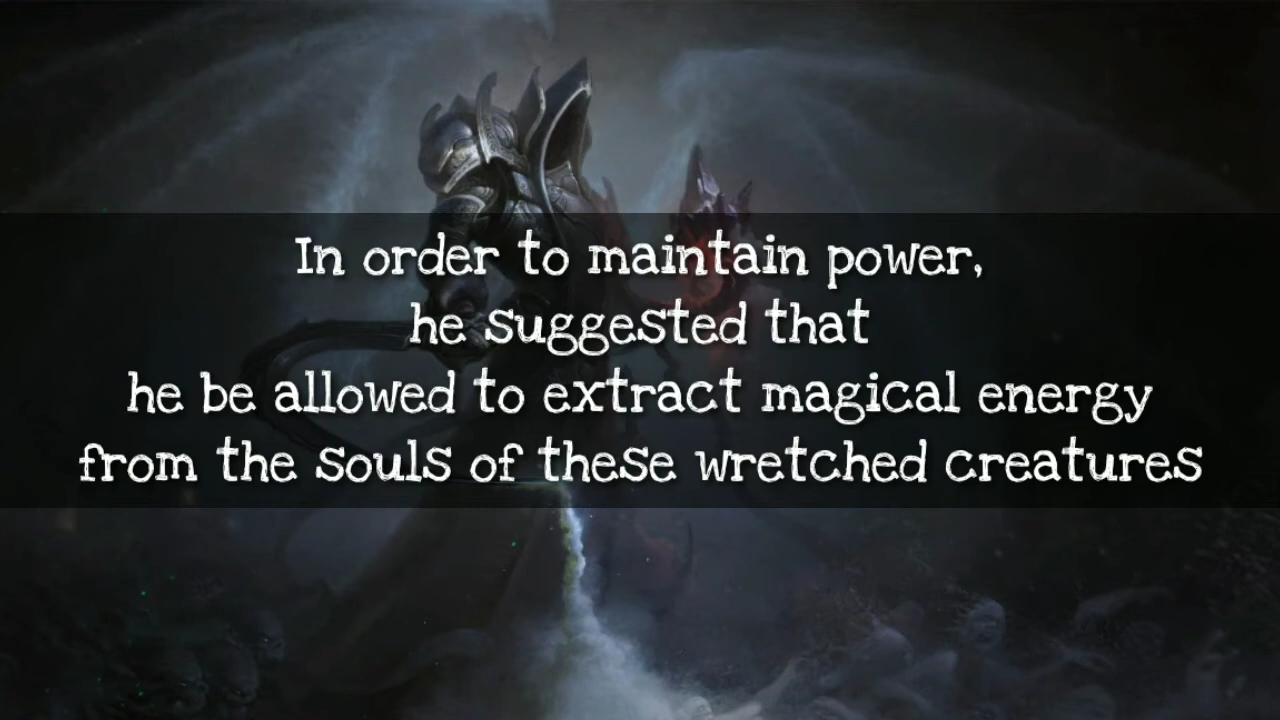 In order to maintain power,
he suggested that
he be allowed to extract magical energy
from the souls of these wretched creatures